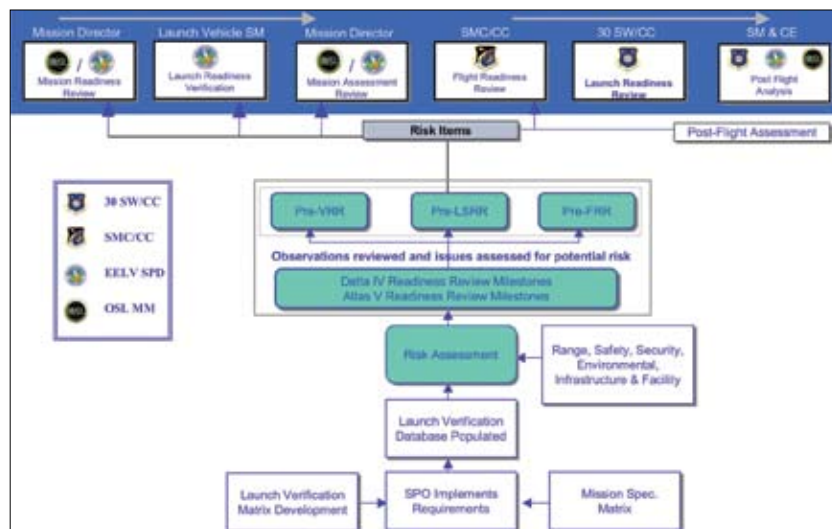 Mission Director
Launch Vehicle SM
Mission Director
SMC/CC
30 SW/CC
SM & CE
/
Mission Readiness
Review
Launch Readiness
Verification
/
Mission Assessment
Review
Flight Readiness
Review
Launch Readiness
Review
Post Flight
Analysis
Risk Items
Post-Flight Assessment
30 SW/CC
SMC/CC
EELV SPD
OSL MM
Pre-VRR
Pre-LSRR
Pre-FRR
Observations reviewed and issues assessed for potential risk
Delta IV Readiness Review Milestones
Atlas V Readiness Review Milestones
Risk Assessment
Range, Safety, Security,
Environmental,
Infrastructure & Facility
Launch Verification
Database Populated
Launch Verification
Matrix Development
SPO Implements
Requirements
Mission Spec.
Matrix